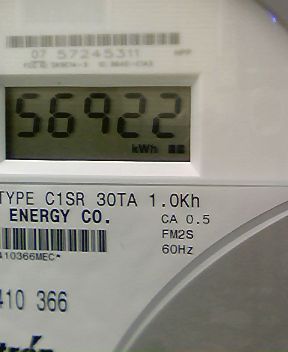 07 57245311
56922
kWh
TYPE C1SR 30TA 1.0Kh
ENERGY CO.
CA 0.5
FM2S
60Hz
410366MEC*
410 366